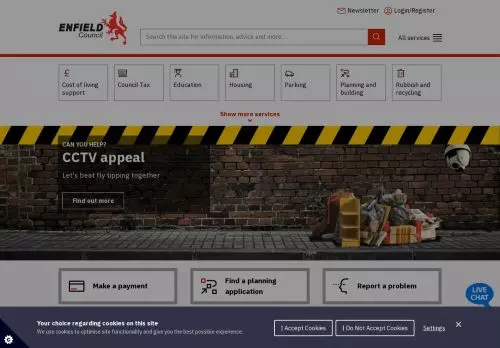 Newsletter
Login/Register
ENFIELD
Council
Search this site for information, advice and more....
All services
Cost of living
support
Council Tax
Education
Housing
Parking
Planning and
building
Rubbish and
recycling
Show more services
CAN YOU HELP?
CCTV appeal
Let's beat fly tipping together
Find out more
Make a payment
Find a planning
application
Report a problem
LIVE
CHAT
Your choice regarding cookies on this site
We use cookies to optimise site functionality and give you the best possible experience.
I Accept Cookies
I Do Not Accept Cookies
Settings